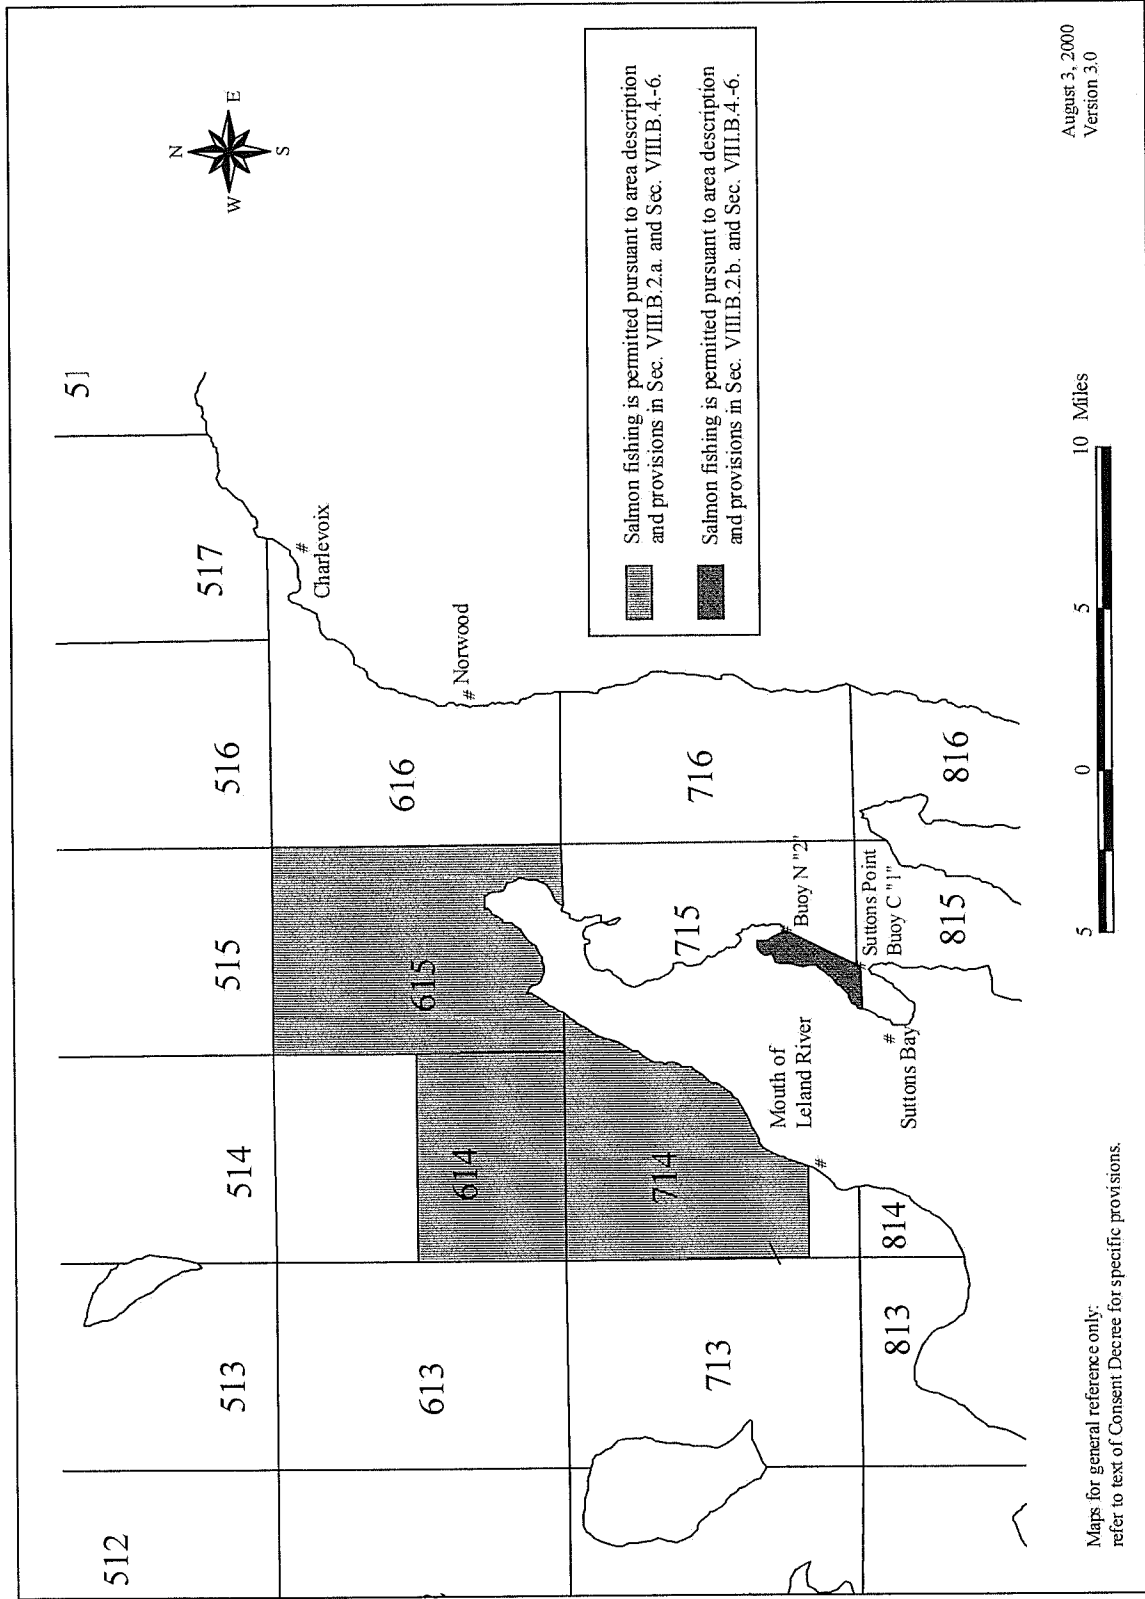 N
W
E
S
512
513
514
515
516
517
51
613
614
615
616
713
714
715
716
813
814
815
816
# Charlevoix
# Norwood
Buoy N "2"
# Suttons Point
Buoy C "1"
Mouth of
Leland River
#
#
Suttons Bay
Salmon fishing is permitted pursuant to area description
and provisions in Sec. VIII.B.2.a. and Sec. VIII.B.4.-6.
Salmon fishing is permitted pursuant to area description
and provisions in Sec. VIII.B.2.b. and Sec. VIII.B.4.-6.
5
0
5
10 Miles
Maps for general reference only:
refer to text of Consent Decree for specific provisions.
August 3, 2000
Version 3.0